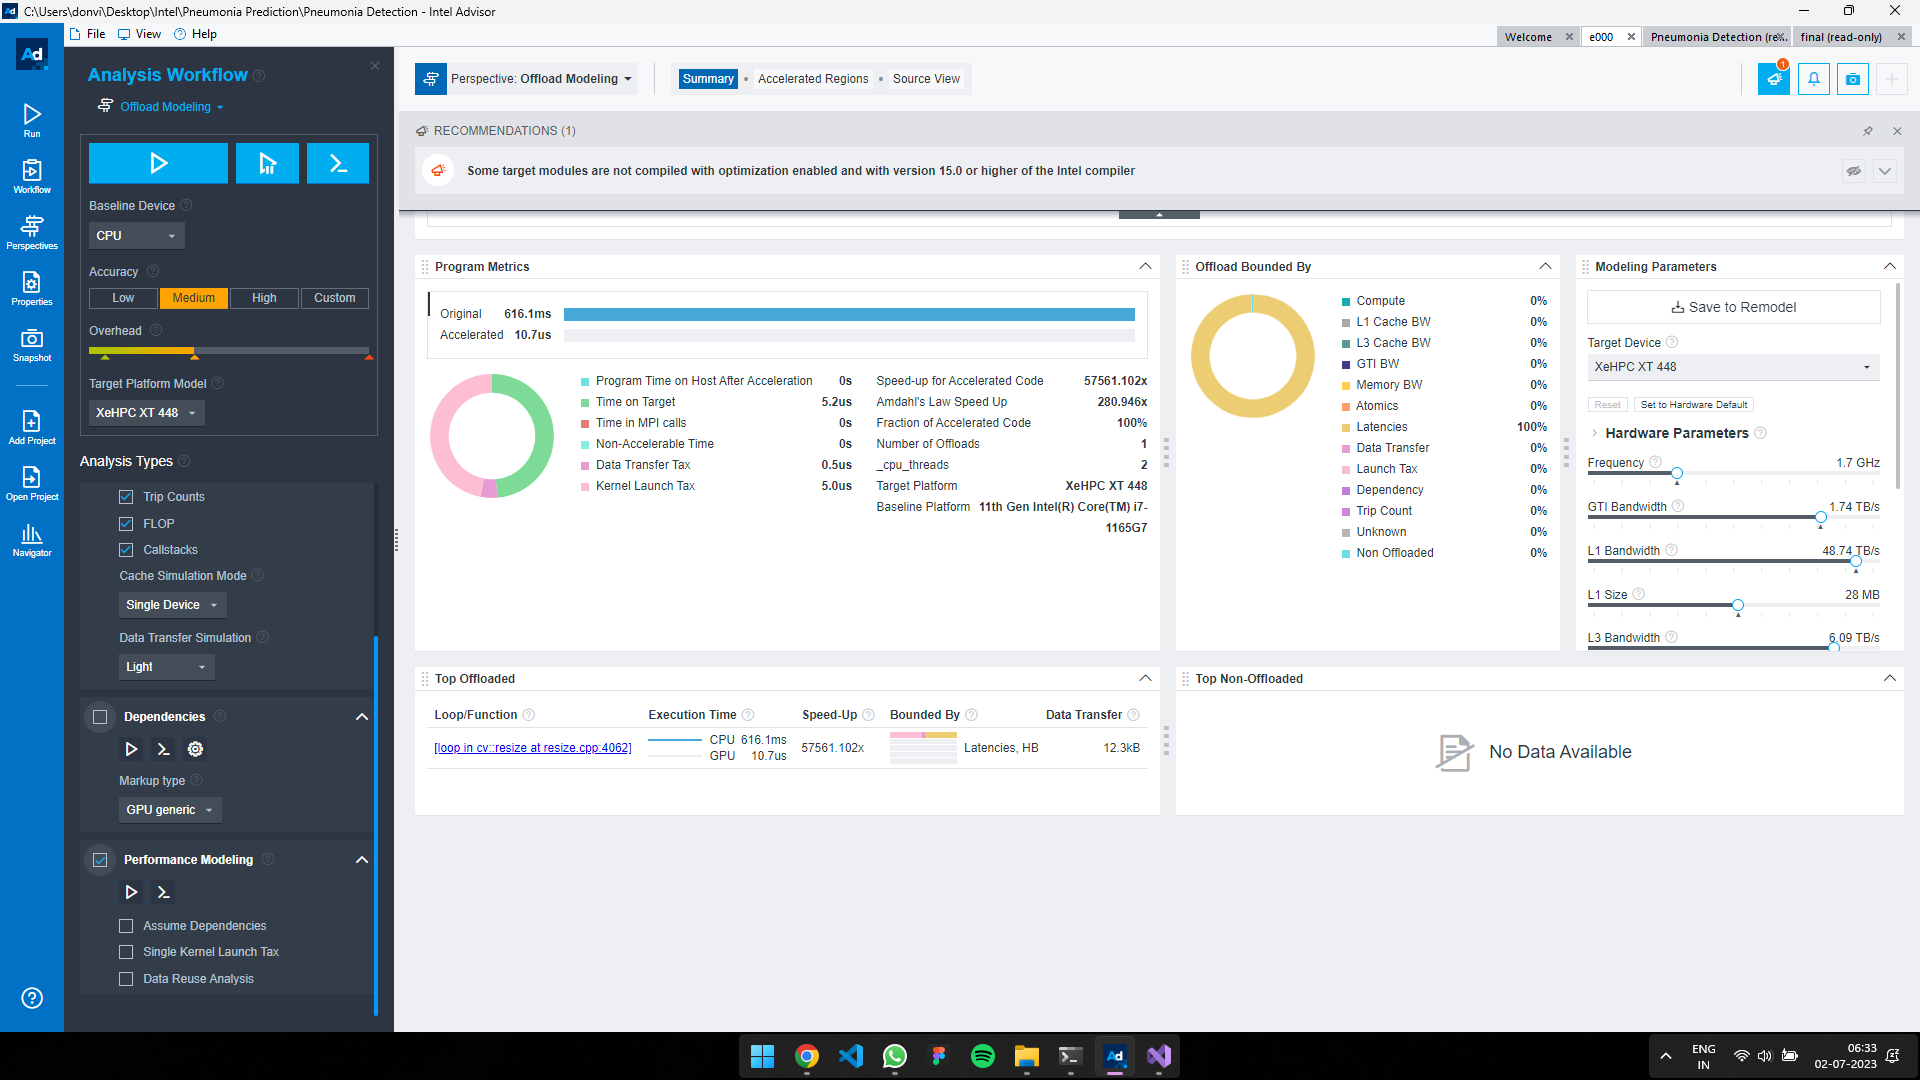 C:\Users\donvi\Desktop\Intel\Pneumonia Prediction\Pneumonia Detection - Intel Advisor
File View Help
Welcome
e000
Pneumonia Detection (re
final (read-only)
Ad
Run
Workflow
Perspectives
Properties
Snapshot
Add Project
Open Project
Navigator
Analysis Workflow
Offload Modeling
Baseline Device
CPU
Accuracy
Low Medium High Custom
Overhead
Target Platform Model
XeHPC XT 448
Analysis Types
Trip Counts
FLOP
Callstacks
Cache Simulation Mode
Single Device
Data Transfer Simulation
Light
Dependencies
Markup type
GPU generic
Performance Modeling
Assume Dependencies
Single Kernel Launch Tax
Data Reuse Analysis
Perspective: Offload Modeling
Summary • Accelerated Regions • Source View
1
RECOMMENDATIONS (1)
Some target modules are not compiled with optimization enabled and with version 15.0 or higher of the Intel compiler
Program Metrics
Original 616.1ms
Accelerated 10.7us
Program Time on Host After Acceleration 0s
Time on Target 5.2us
Time in MPI calls 0s
Non-Accelerable Time 0s
Data Transfer Tax 0.5us
Kernel Launch Tax 5.0us
Speed-up for Accelerated Code 57561.102x
Amdahl's Law Speed Up 280.946x
Fraction of Accelerated Code 100%
Number of Offloads 1
_cpu_threads 2
Target Platform XeHPC XT 448
Baseline Platform 11th Gen Intel(R) Core(TM) i7-
1165G7
Offload Bounded By
Compute 0%
L1 Cache BW 0%
L3 Cache BW 0%
GTI BW 0%
Memory BW 0%
Atomics 0%
Latencies 100%
Data Transfer 0%
Launch Tax 0%
Dependency 0%
Trip Count 0%
Unknown 0%
Non Offloaded 0%
Modeling Parameters
Save to Remodel
Target Device
XeHPC XT 448
Reset Set to Hardware Default
Hardware Parameters
Frequency 1.7 GHz
GTI Bandwidth 1.74 TB/s
L1 Bandwidth 48.74 TB/s
L1 Size 28 MB
L3 Bandwidth 6.09 TB/s
Top Offloaded
Loop/Function Execution Time Speed-Up Bounded By Data Transfer
[loop in cv::resize at resize.cpp:4062] CPU 616.1ms 57561.102x Latencies, HB 12.3kB
GPU 10.7us
Top Non-Offloaded
No Data Available
Ad
ENG
IN
06:33
02-07-2023